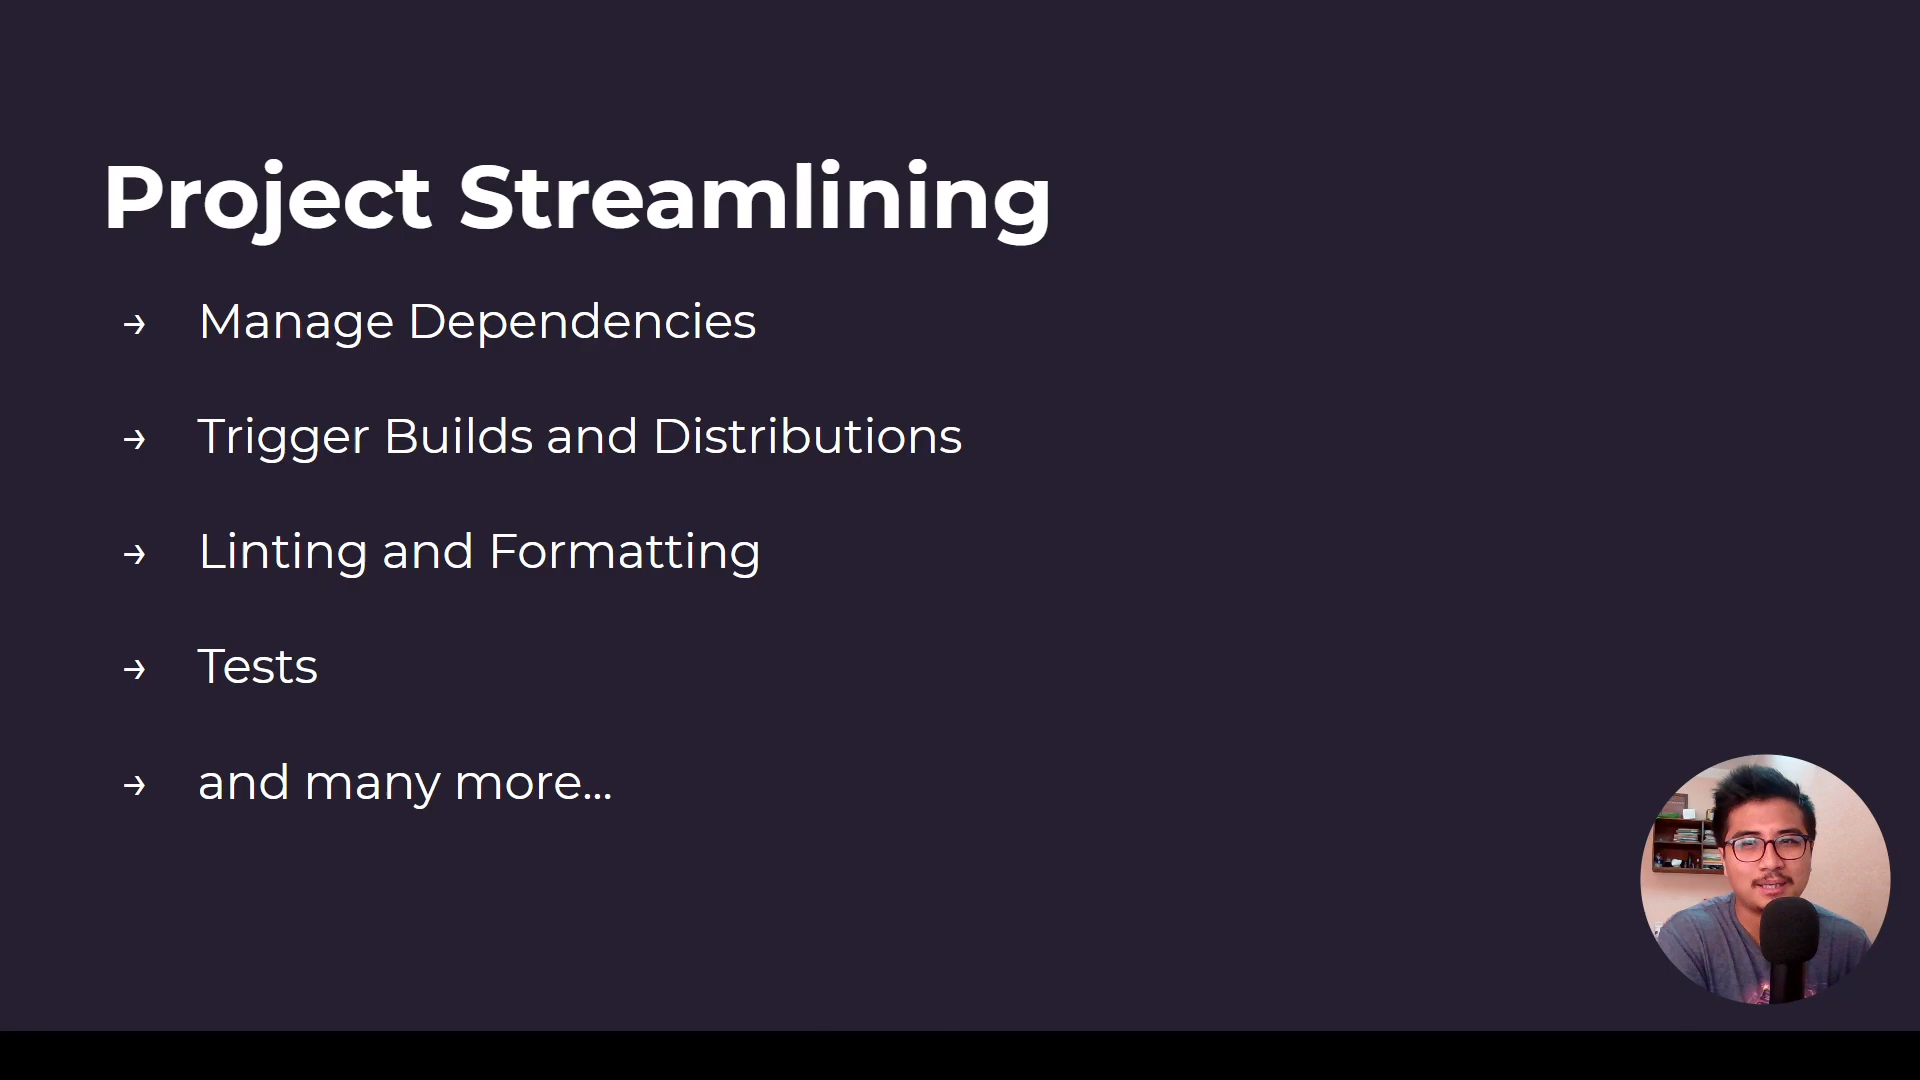 Project Streamlining
→ Manage Dependencies
→ Trigger Builds and Distributions
→ Linting and Formatting
→ Tests
→ and many more...